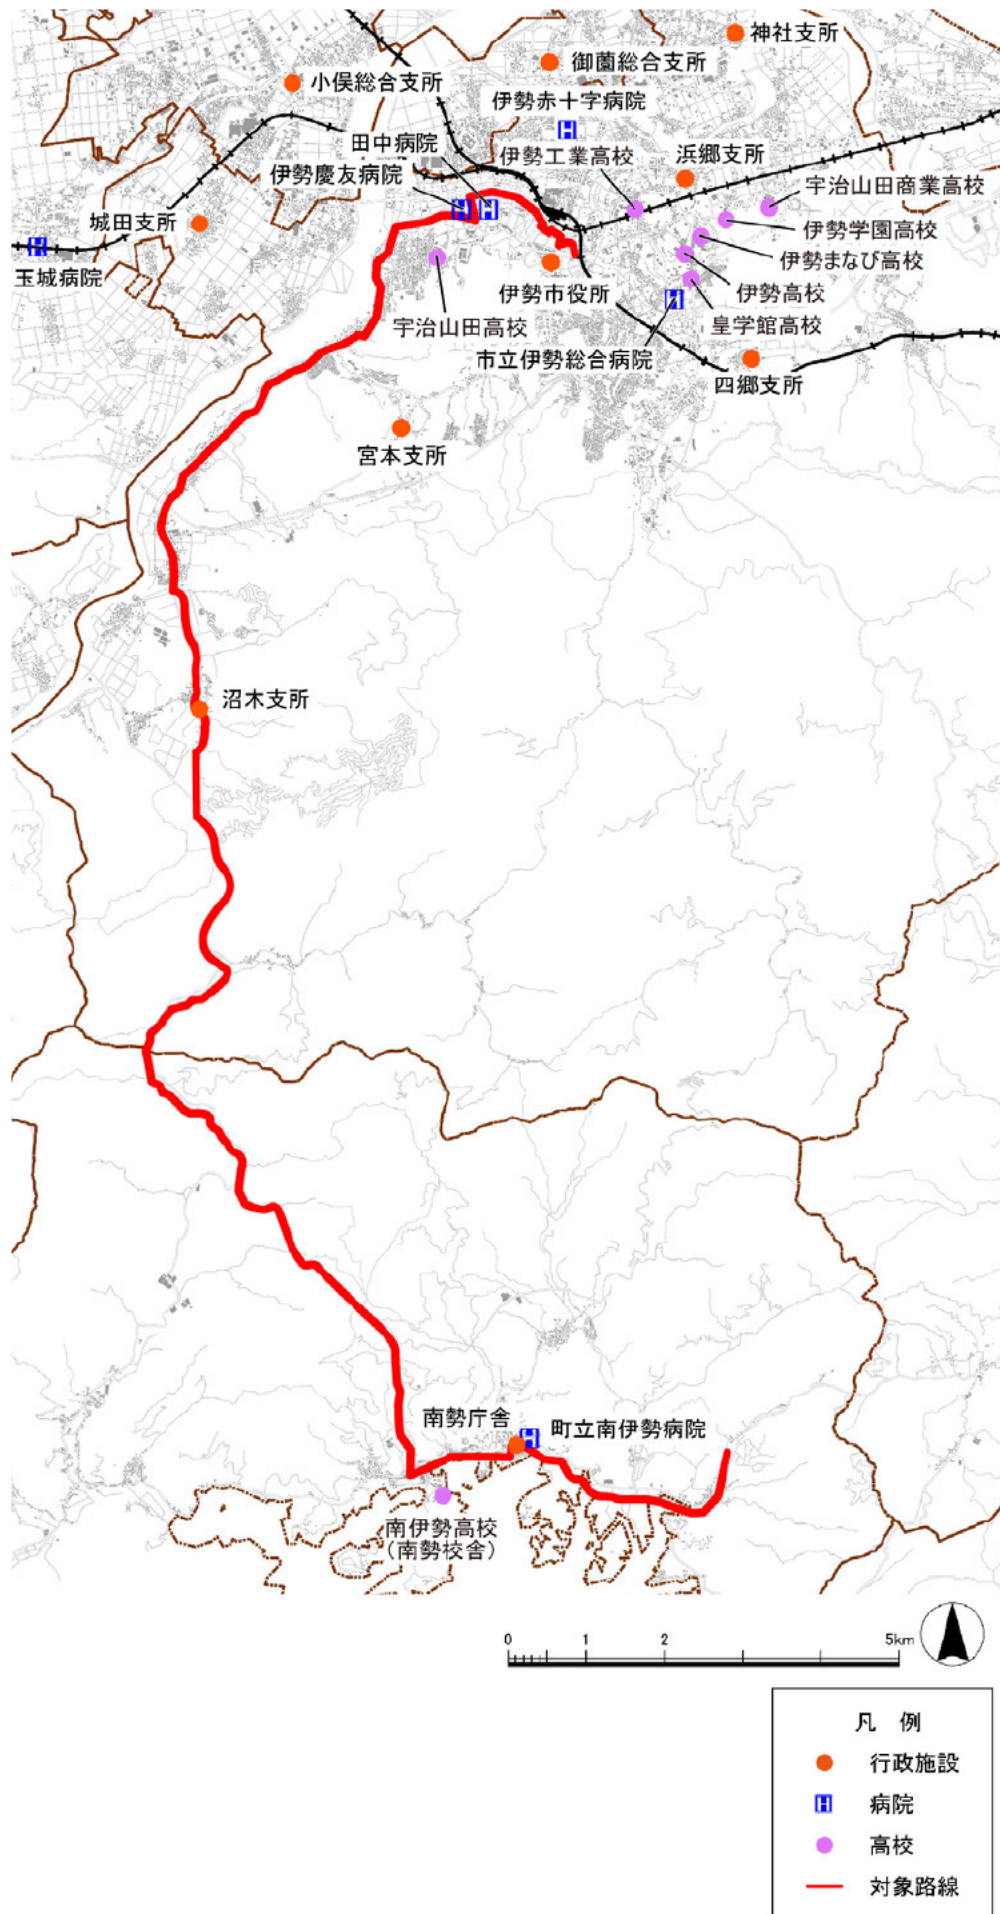 神社支所
御薗総合支所
小俣総合支所
伊勢赤十字病院
田中病院
伊勢工業高校
浜郷支所
伊勢慶友病院
宇治山田商業高校
城田支所
伊勢学園高校
伊勢まなび高校
玉城病院
伊勢市役所
伊勢高校
宇治山田高校
皇学館高校
市立伊勢総合病院
四郷支所
宮本支所
沼木支所
南勢庁舎
町立南伊勢病院
南伊勢高校
（南勢校舎）
0 1 2 5km
凡 例
行政施設
H 病院
高校
対象路線